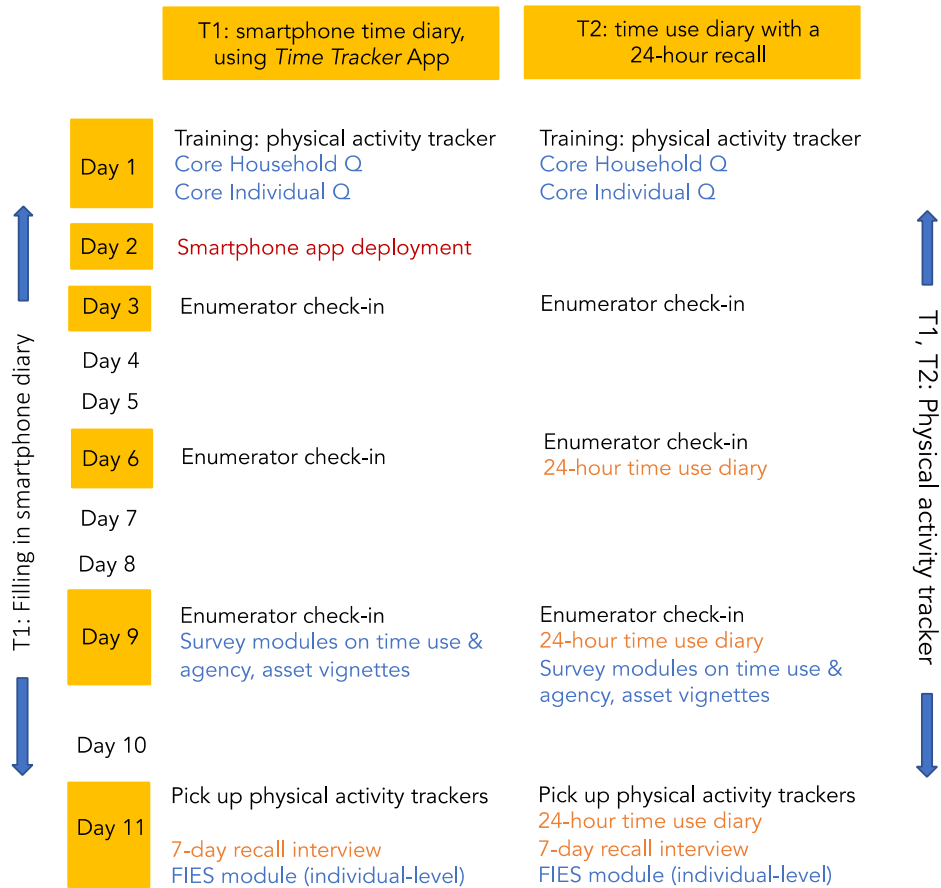 T1: smartphone time diary,
using Time Tracker App
T2: time use diary with a
24-hour recall
Day 1
Training: physical activity tracker
Core Household Q
Core Individual Q
Training: physical activity tracker
Core Household Q
Core Individual Q
Day 2
Smartphone app deployment
Day 3
Enumerator check-in
Enumerator check-in
Day 4
Day 5
Day 6
Enumerator check-in
Enumerator check-in
24-hour time use diary
Day 7
Day 8
Day 9
Enumerator check-in
Survey modules on time use &
agency, asset vignettes
Enumerator check-in
24-hour time use diary
Survey modules on time use &
agency, asset vignettes
Day 10
Day 11
Pick up physical activity trackers
7-day recall interview
FIES module (individual-level)
Pick up physical activity trackers
24-hour time use diary
7-day recall interview
FIES module (individual-level)
T1: Filling in smartphone diary
T1, T2: Physical activity tracker